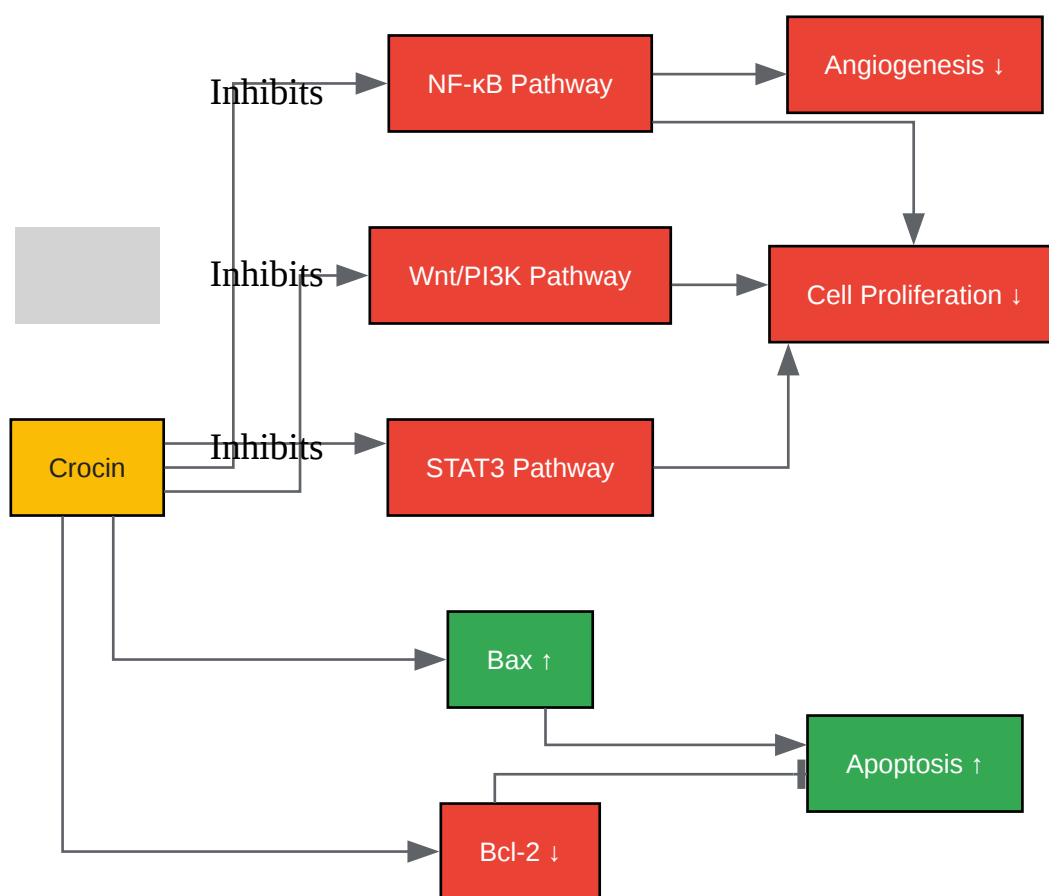 Angiogenesis ↓
NF-κB Pathway
Inhibits
Inhibits
Wnt/PI3K Pathway
Cell Proliferation ↓
Inhibits
Crocin
STAT3 Pathway
Bax ↑
Apoptosis ↑
Bcl-2 ↓